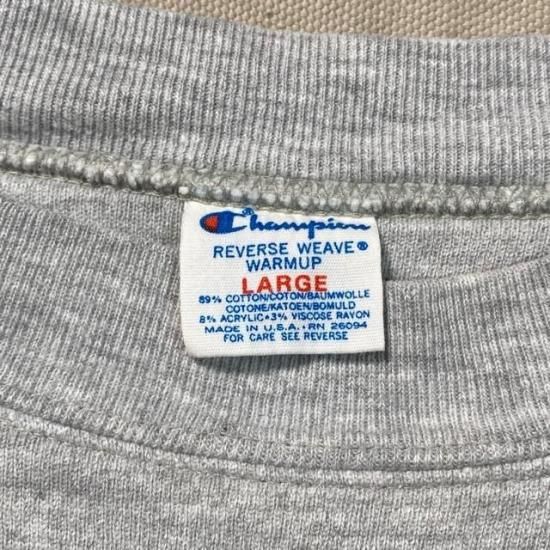 Champion
REVERSE WEAVE®
WARMUP
LARGE
89% COTTON/COTON/BAUMWOLLE
COTONE/KATOEN/BOMULD
8% ACRYLIC•3% VISCOSE RAYON
MADE IN U.S.A. • RN 26094
FOR CARE SEE REVERSE